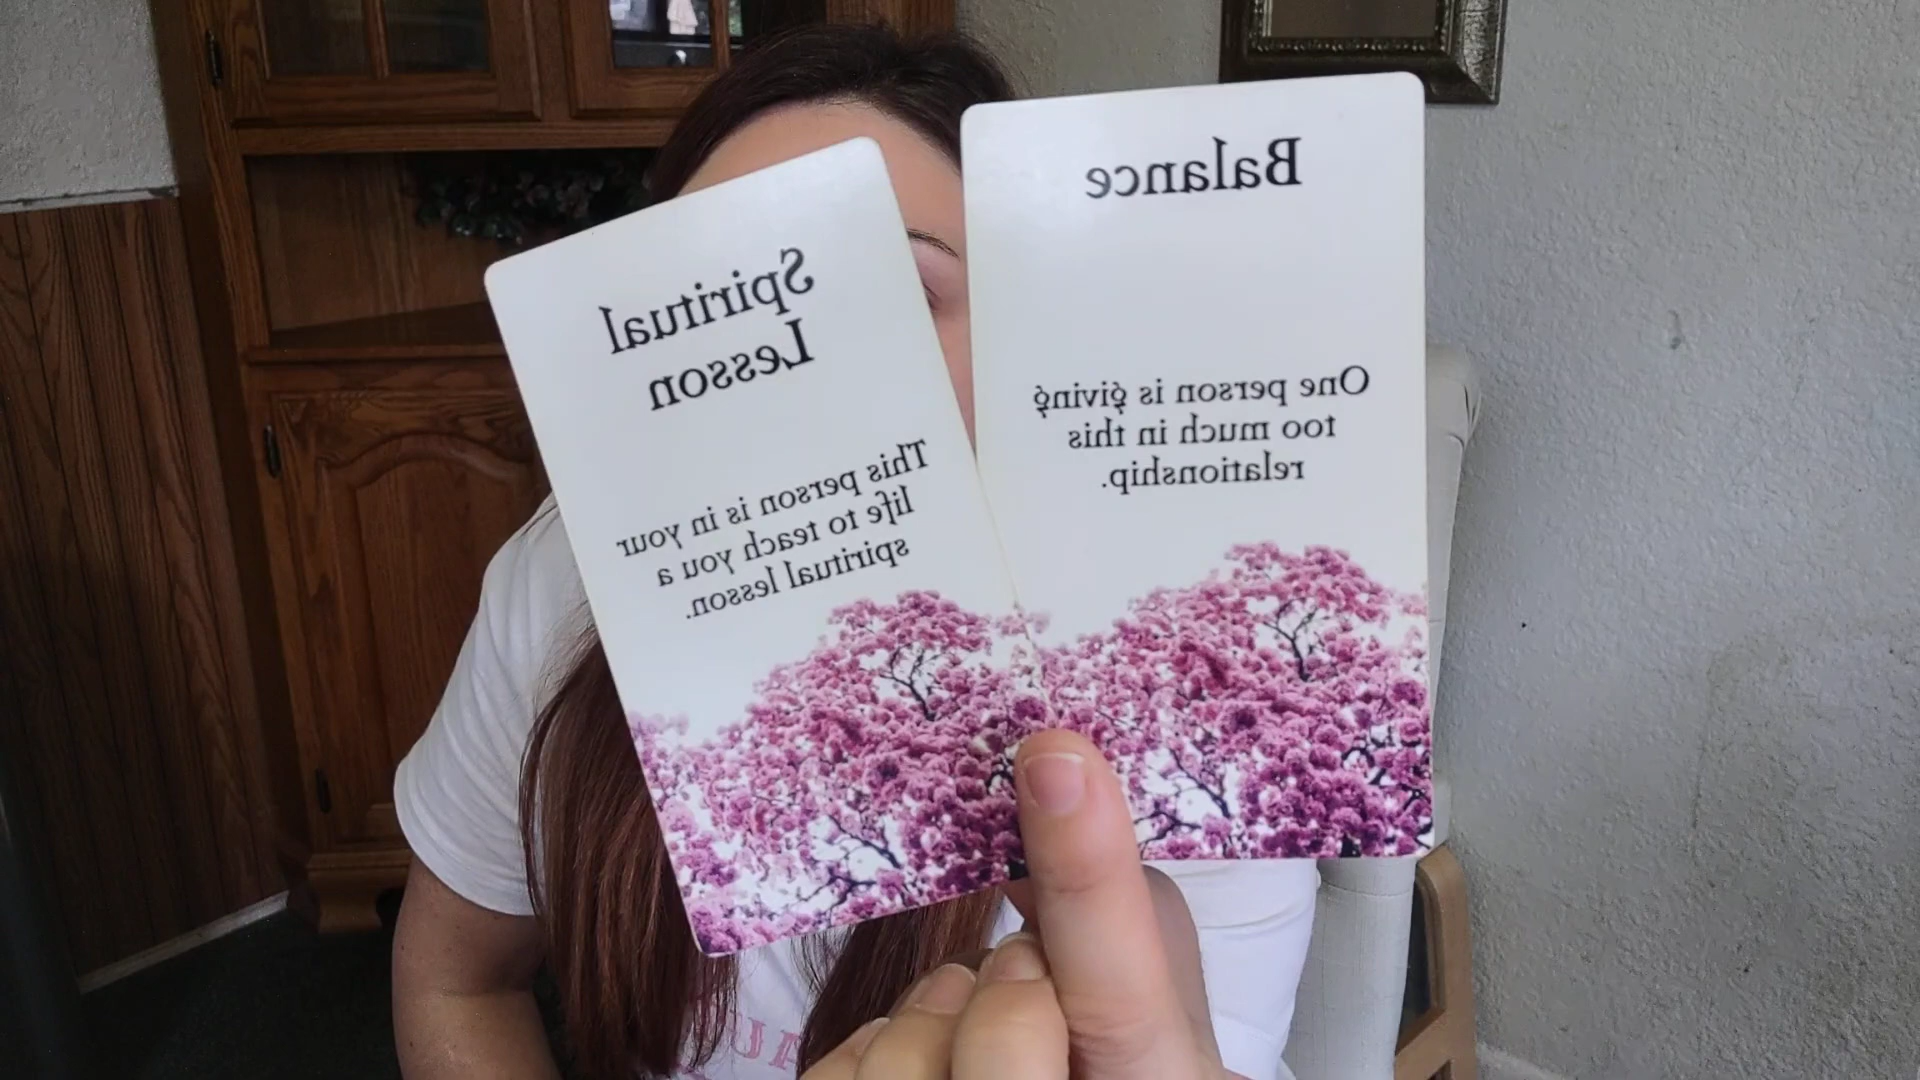 Spiritual
Lesson
This person is in your
life to teach you a
spiritual lesson.
Balance
One person is giving
too much in this
relationship.